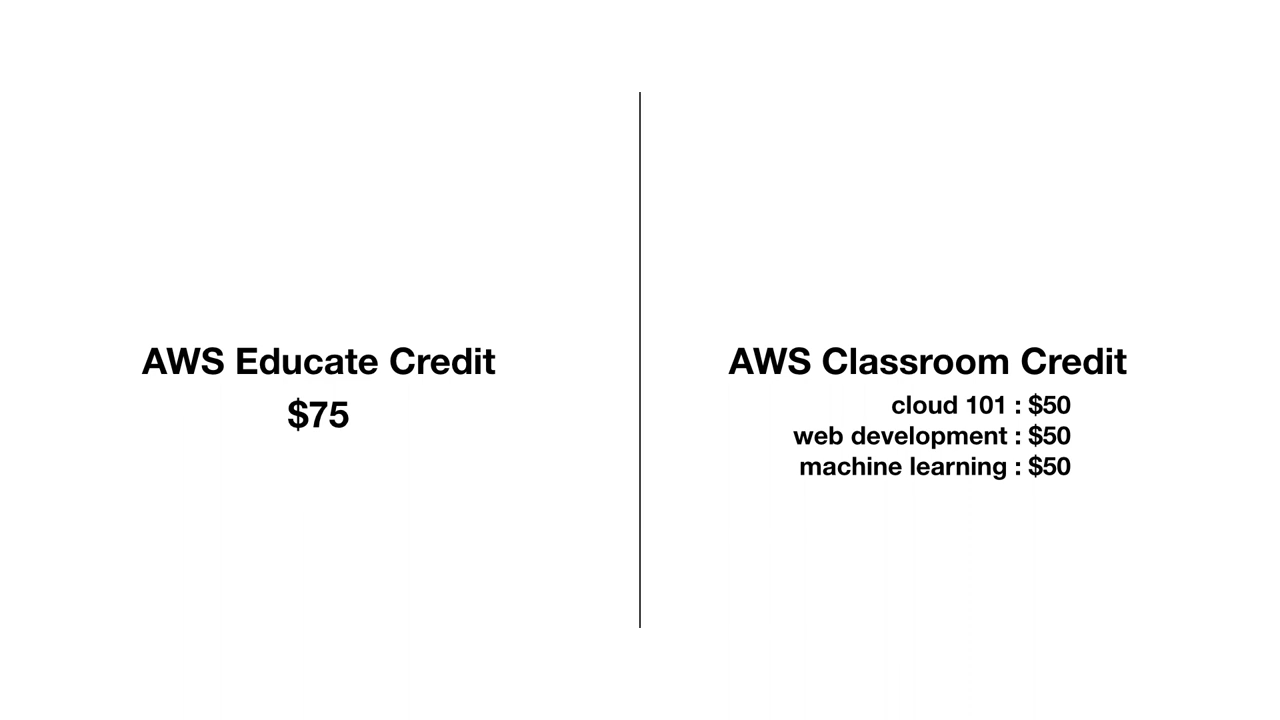 AWS Educate Credit
$75
AWS Classroom Credit
cloud 101 : $50
web development : $50
machine learning : $50